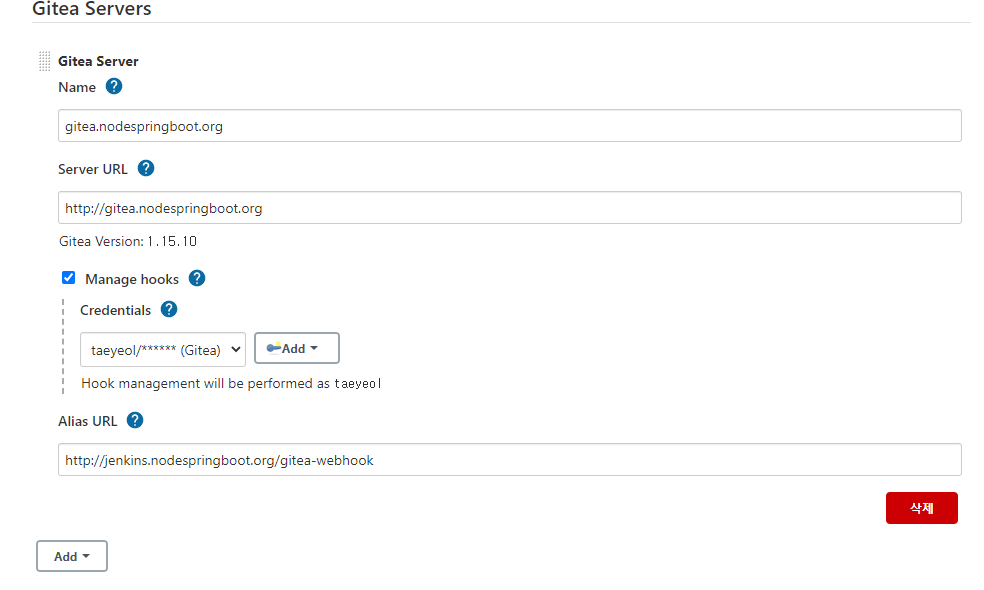 Gitea Servers
Gitea Server
Name ?
gitea.nodespringboot.org
Server URL ?
http://gitea.nodespringboot.org
Gitea Version: 1.15.10
Manage hooks ?
Credentials ?
taeyeol/****** (Gitea) Add
Hook management will be performed as taeyeol
Alias URL ?
http://jenkins.nodespringboot.org/gitea-webhook
삭제
Add